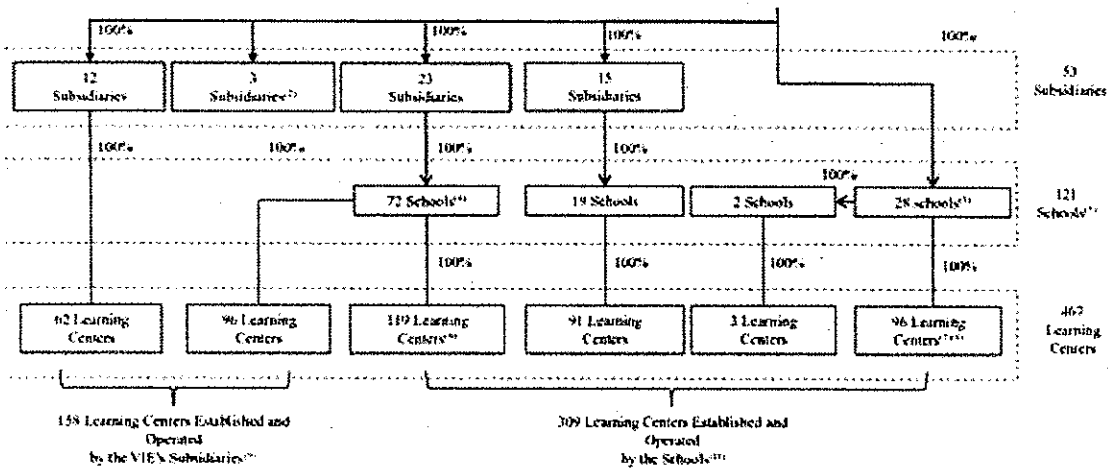 100% 100% 100% 100% 100%
12 Subsidiaries
3 Subsidiaries
23 Subsidiaries
15 Subsidiaries
53 Subsidiaries
100% 100% 100% 100%
100%
72 Schools
19 Schools
2 Schools
28 schools
121 Schools
100% 100% 100% 100%
62 Learning Centers
96 Learning Centers
119 Learning Centers
91 Learning Centers
3 Learning Centers
96 Learning Centers
Learning Centers
158 Learning Centers Established and
Operated
by the VIE's Subsidiaries
309 Learning Centers Established and
Operated
by the Schools